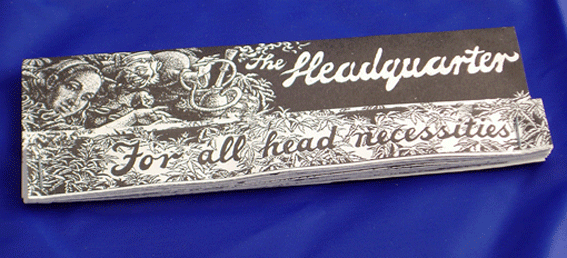 The Headquarter
For all head necessities